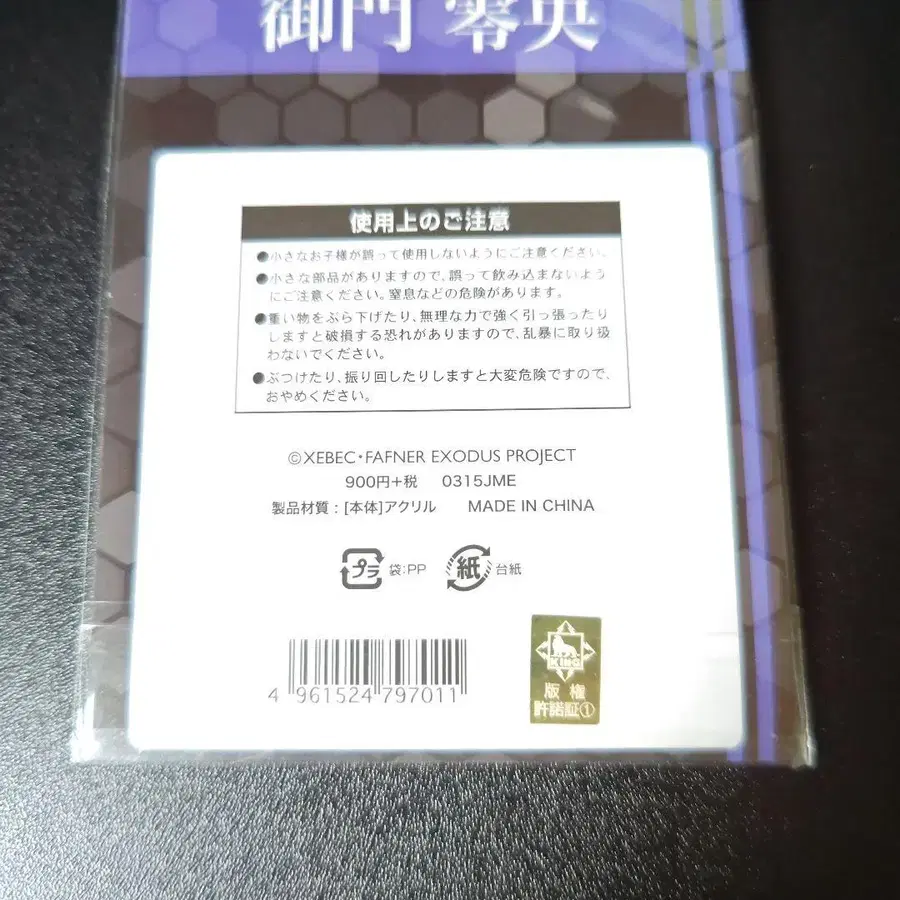 御門 零央
使用上のご注意
●小さなお子様が誤って使用しないようにご注意ください。
●小さな部品がありますので、誤って飲み込まないよう
にご注意ください。窒息などの危険があります。
●重い物をぶら下げたり、無理な力で強く引っ張ったり
しますと破損する恐れがありますので、乱暴に取り扱
わないでください。
●ぶつけたり、振り回したりしますと大変危険ですので、
おやめください。
©XEBEC・FAFNER EXODUS PROJECT
900円+税 0315JME
製品材質:[本体]アクリル MADE IN CHINA
プラ 袋:PP 紙 台紙
4 961524 797011
KING
版権
許諾証①